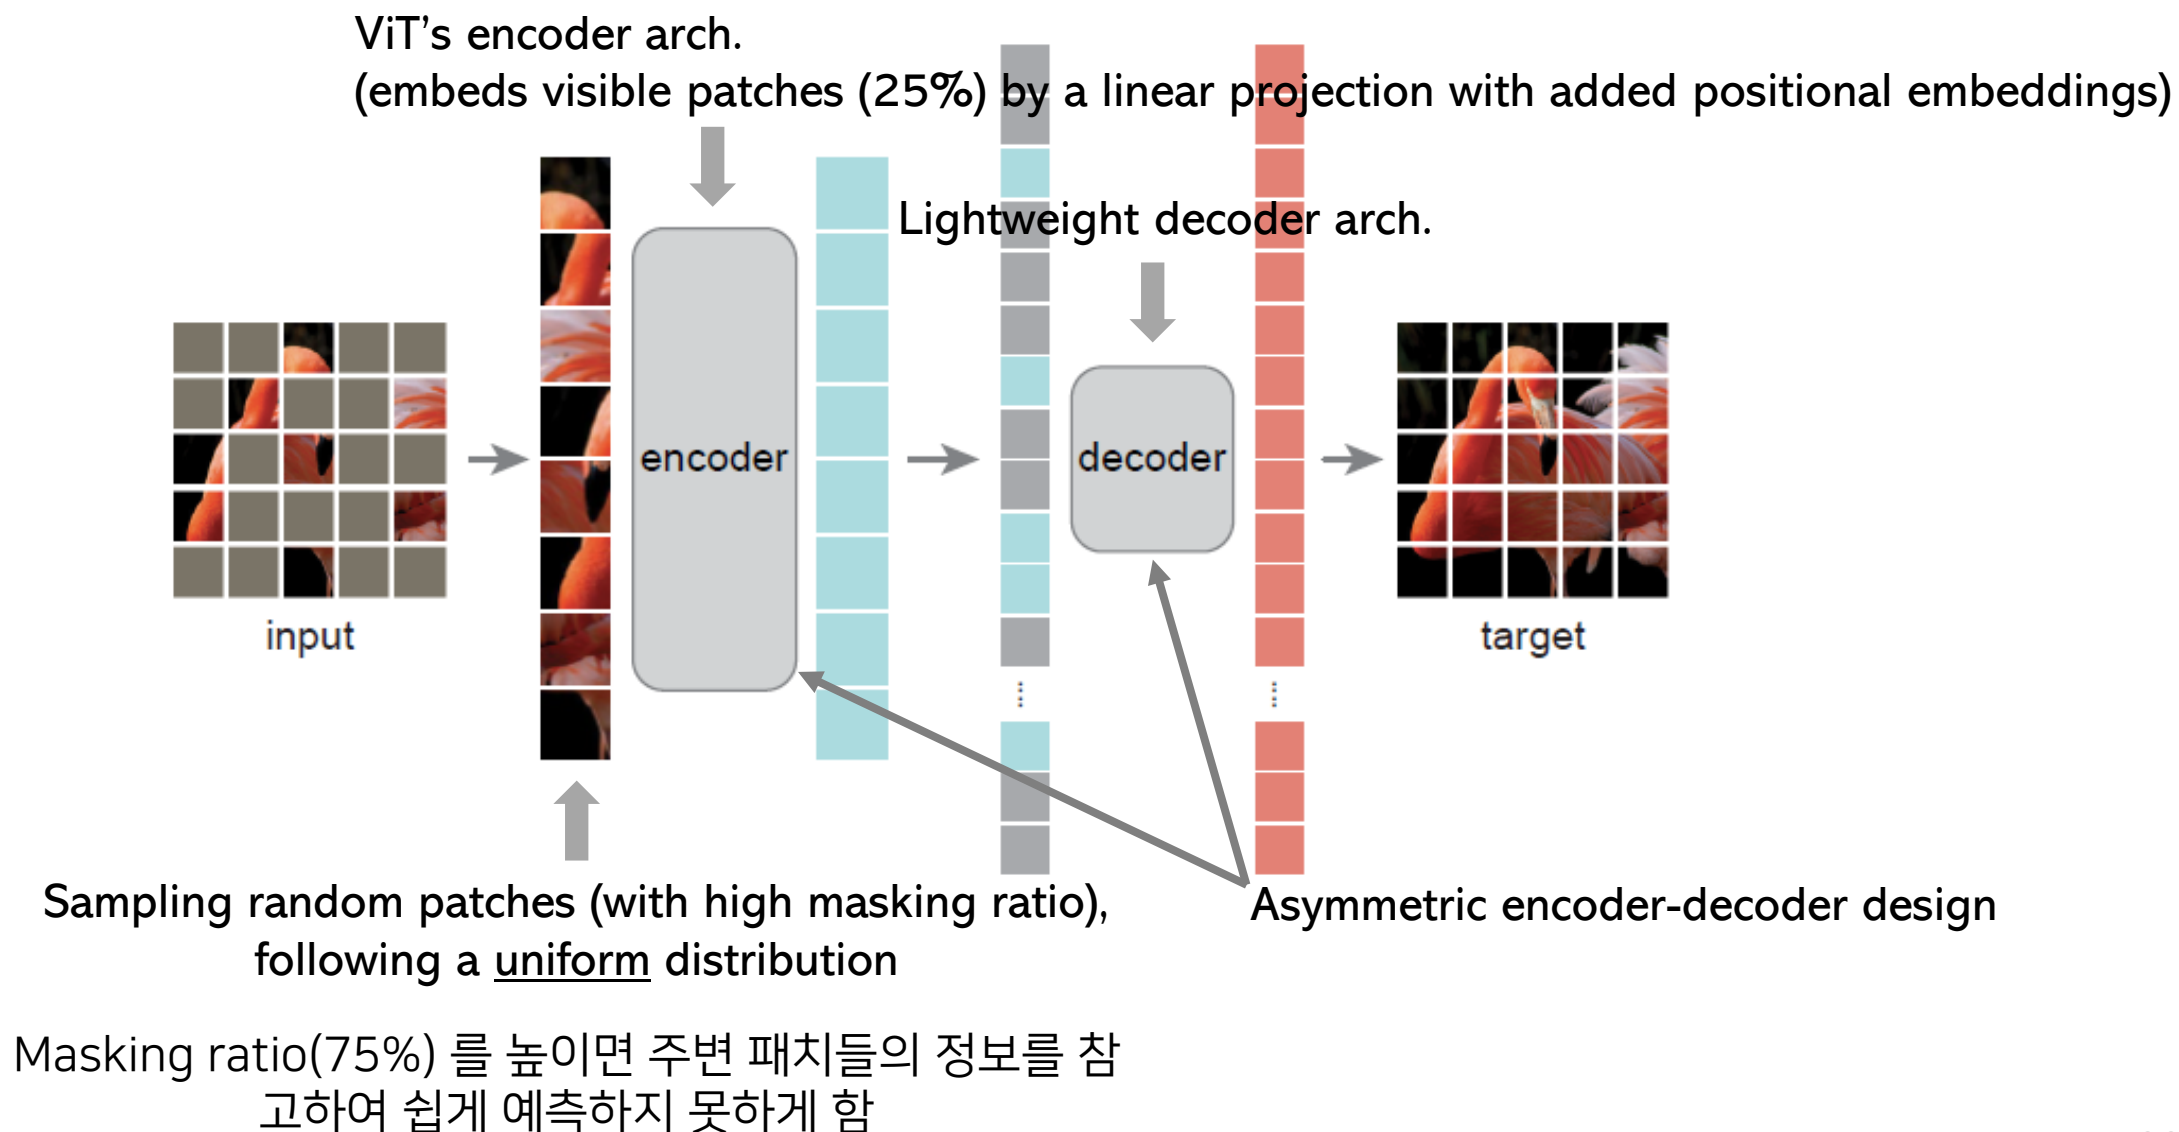 ViT's encoder arch.
(embeds visible patches (25%) by a linear projection with added positional embeddings)
Lightweight decoder arch.
encoder
decoder
input
target
Sampling random patches (with high masking ratio),
following a uniform distribution
Asymmetric encoder-decoder design
Masking ratio(75%) 를 높이면 주변 패치들의 정보를 참
고하여 쉽게 예측하지 못하게 함